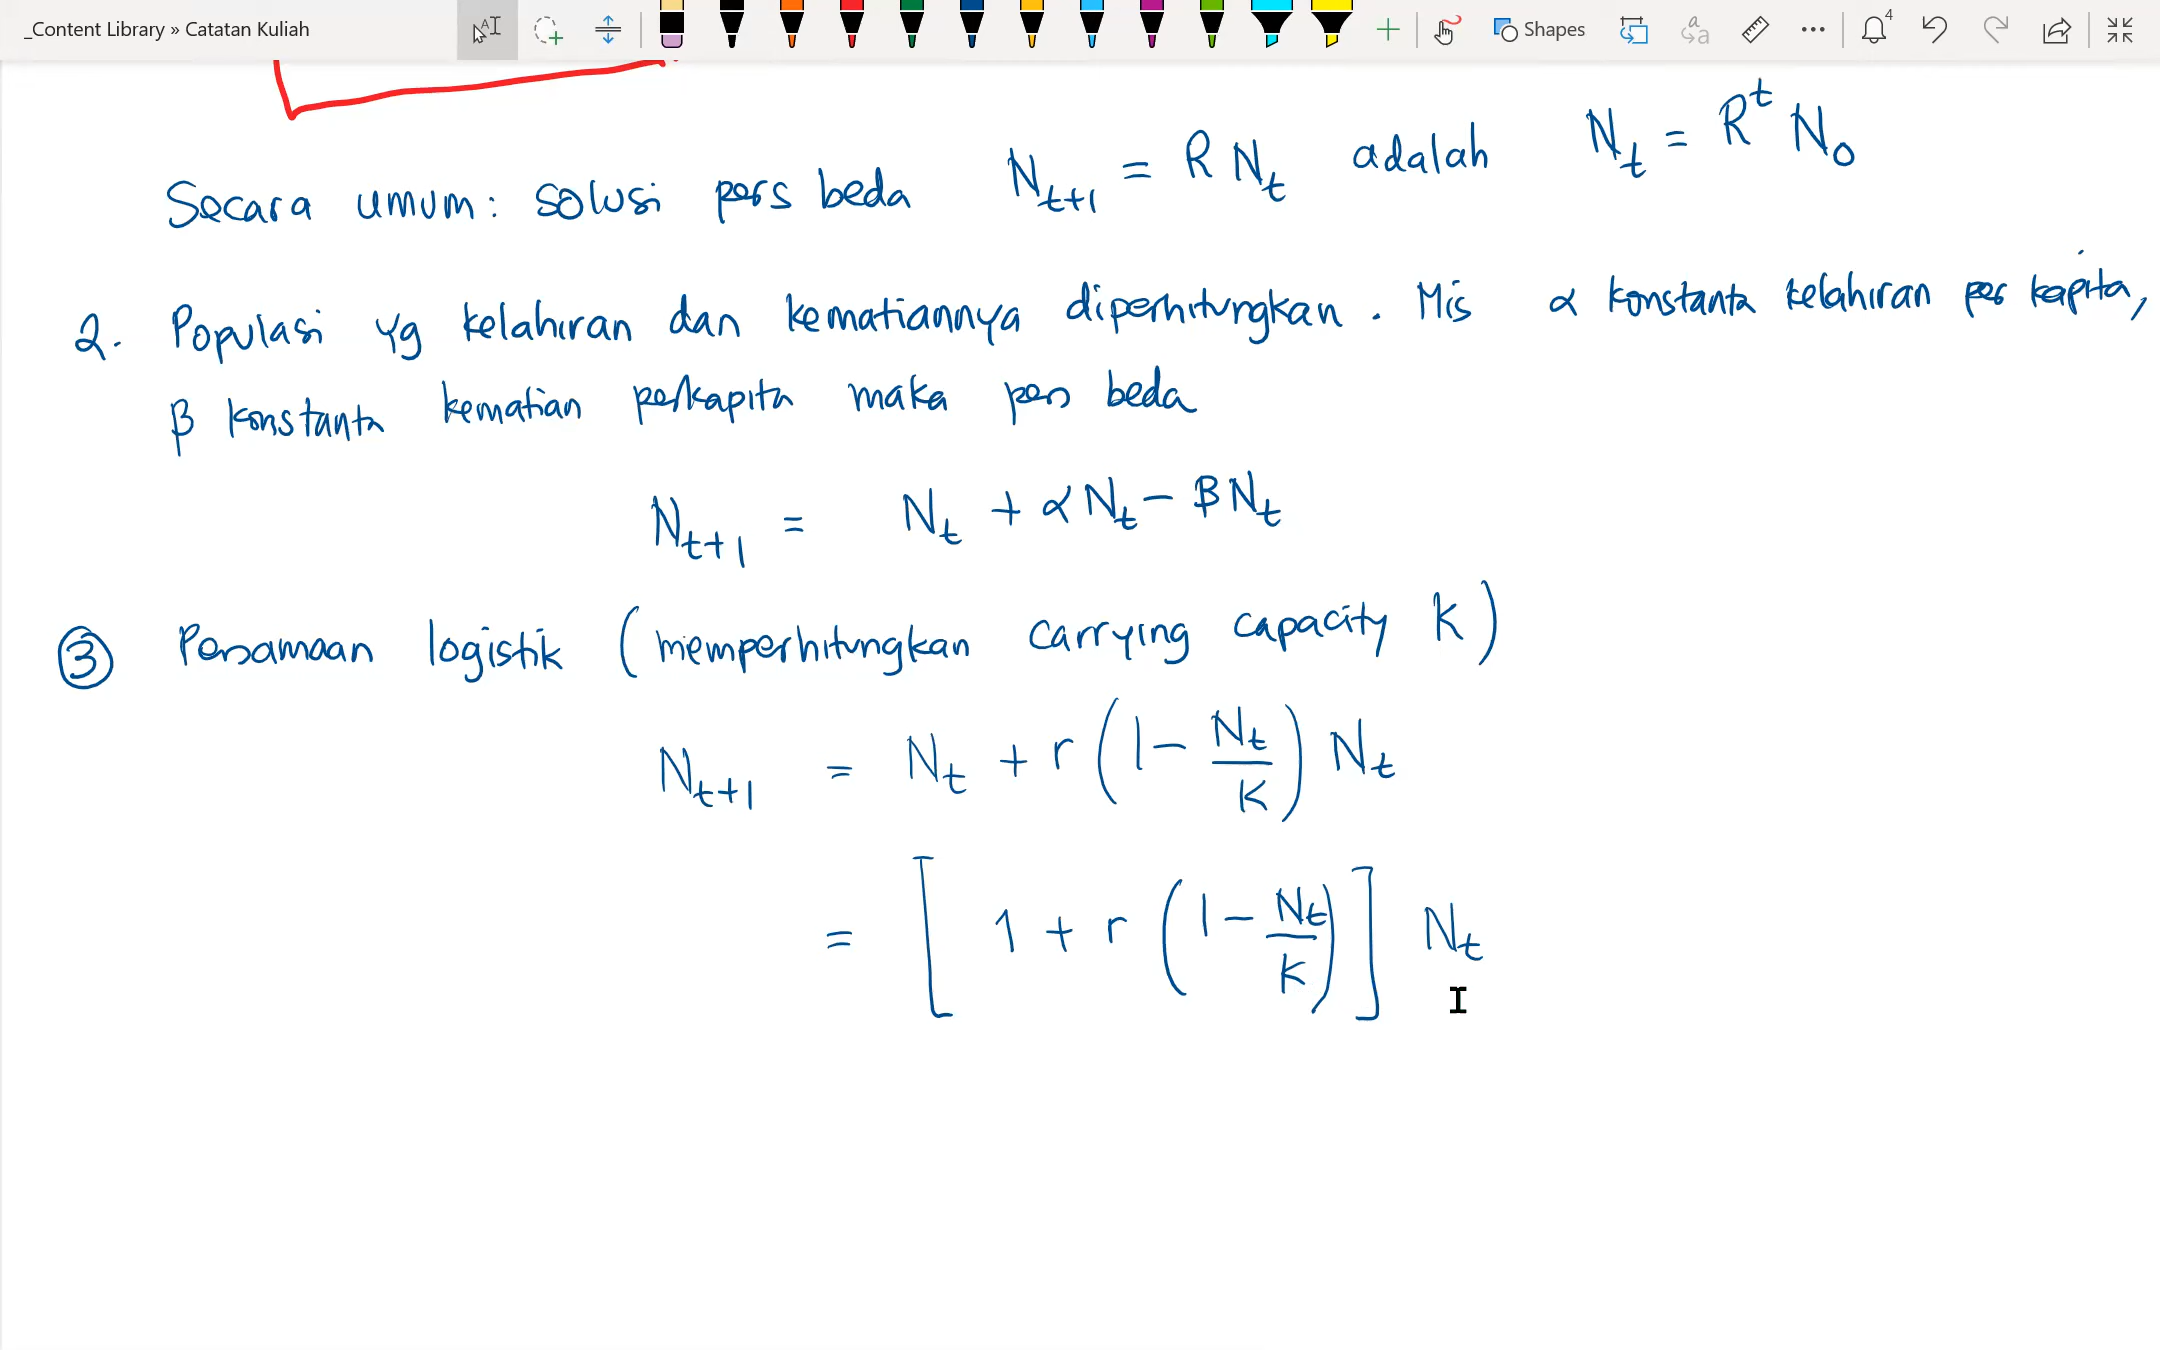 _Content Library » Catatan Kuliah
Shapes
4
Secara umum: solusi pers beda N_{t+1} = R N_t adalah N_t = R^t N_0
2. Populasi yg kelahiran dan kematiannya diperhitungkan. Mis α konstanta kelahiran per kapita,
β konstanta kematian perkapita maka pers beda
N_{t+1} = N_t + αN_t - βN_t
③ Persamaan logistik (memperhitungkan carrying capacity K)
N_{t+1} = N_t + r (1 - N_t/K) N_t
= [1 + r (1 - N_t/K)] N_t